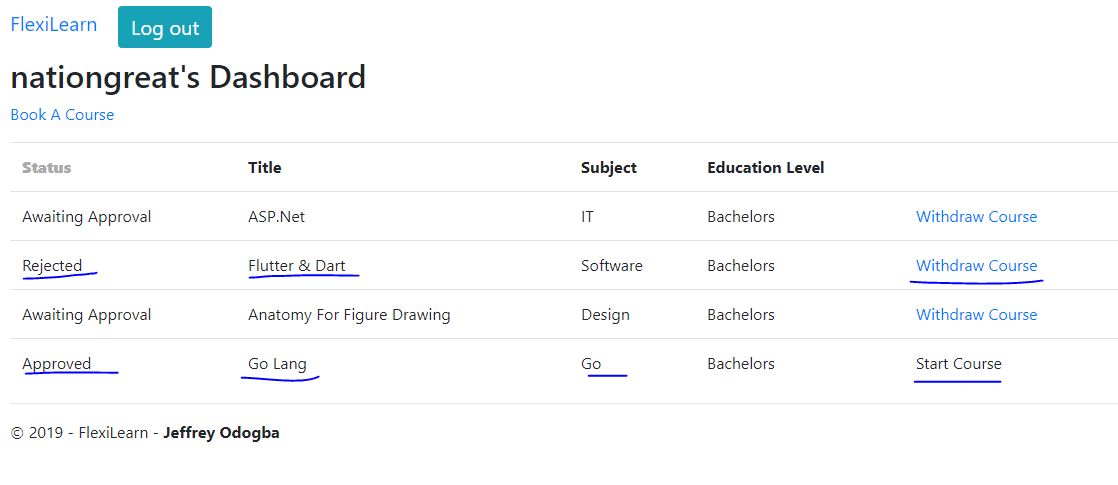 FlexiLearn Log out
nationgreat's Dashboard
Book A Course
Status Title Subject Education Level
Awaiting Approval ASP.Net IT Bachelors Withdraw Course
Rejected Flutter & Dart Software Bachelors Withdraw Course
Awaiting Approval Anatomy For Figure Drawing Design Bachelors Withdraw Course
Approved Go Lang Go Bachelors Start Course
© 2019 - FlexiLearn - Jeffrey Odogba